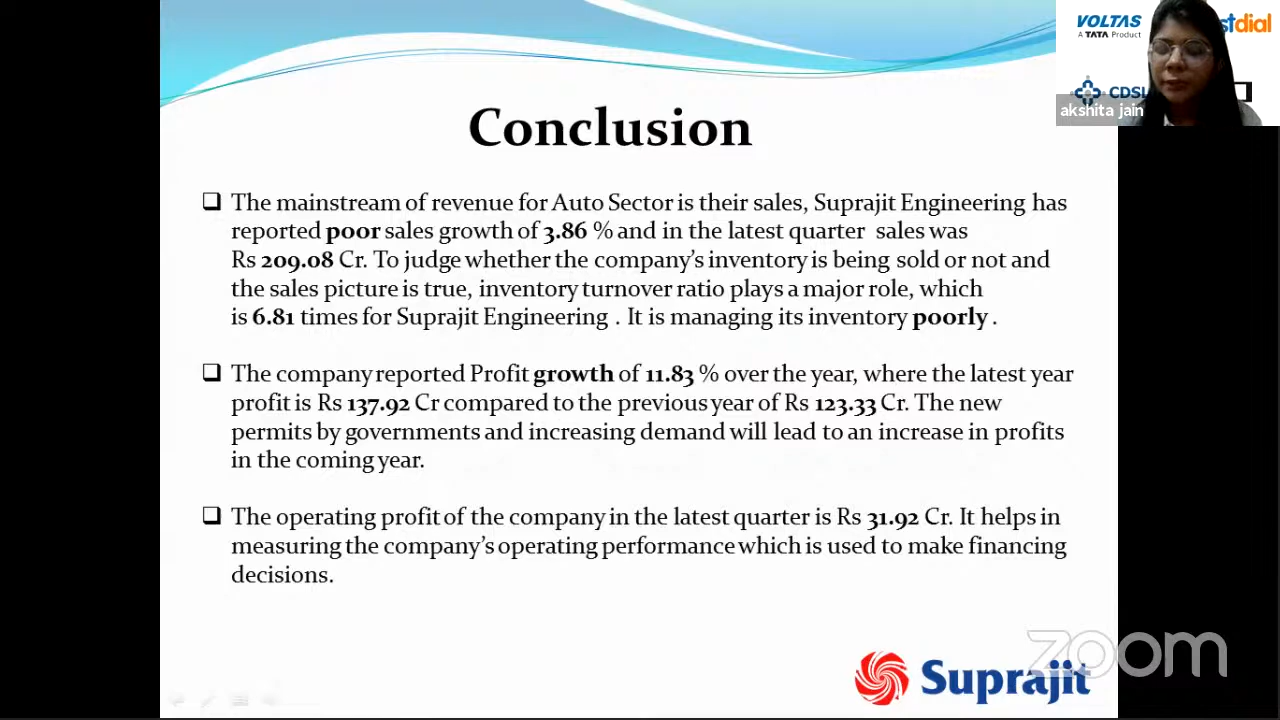 VOLTAS
A TATA Product
stdial
CDSL
akshita jain
Conclusion
The mainstream of revenue for Auto Sector is their sales, Suprajit Engineering has
reported poor sales growth of 3.86 % and in the latest quarter sales was
Rs 209.08 Cr. To judge whether the company's inventory is being sold or not and
the sales picture is true, inventory turnover ratio plays a major role, which
is 6.81 times for Suprajit Engineering . It is managing its inventory poorly .
The company reported Profit growth of 11.83 % over the year, where the latest year
profit is Rs 137.92 Cr compared to the previous year of Rs 123.33 Cr. The new
permits by governments and increasing demand will lead to an increase in profits
in the coming year.
The operating profit of the company in the latest quarter is Rs 31.92 Cr. It helps in
measuring the company's operating performance which is used to make financing
decisions.
zoom
Suprajit